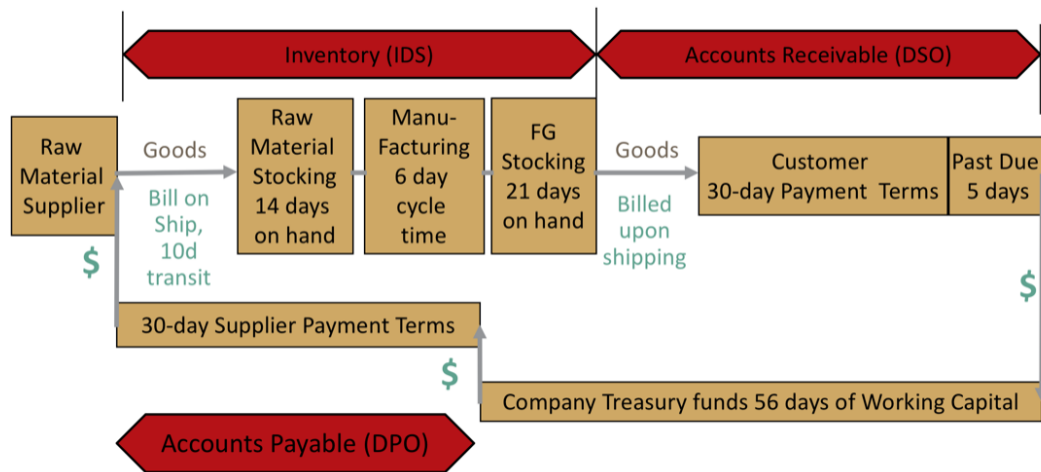 Inventory (IDS)
Accounts Receivable (DSO)
Raw
Material
Supplier
Goods
Bill on
Ship,
10d
transit
Raw
Material
Stocking
14 days
on hand
Manu-
Facturing
6 day
cycle
time
FG
Stocking
21 days
on hand
Goods
Billed
upon
shipping
Customer
30-day Payment Terms
Past Due
5 days
$
$
30-day Supplier Payment Terms
$
Company Treasury funds 56 days of Working Capital
Accounts Payable (DPO)